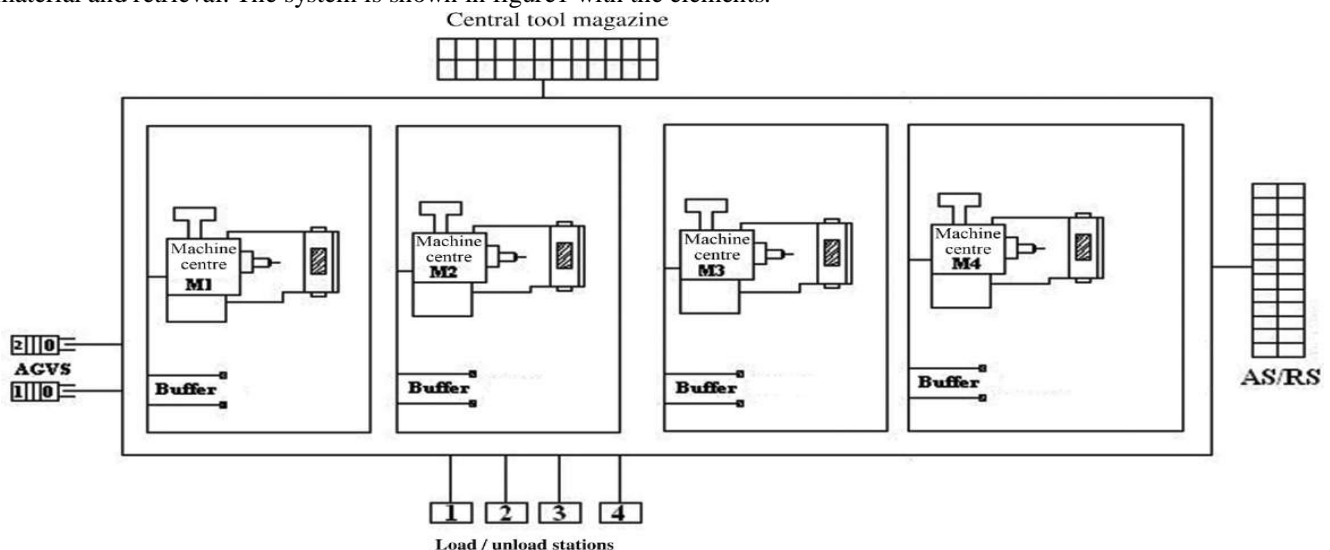 material and retrieval. The system is shown in figure1 with the elements.
Central tool magazine
Machine
centre
M1
Machine
centre
M2
Machine
centre
M3
Machine
centre
M4
2 0
AGVS
1 0
Buffer
Buffer
Buffer
Buffer
AS/RS
1 2 3 4
Load / unload stations